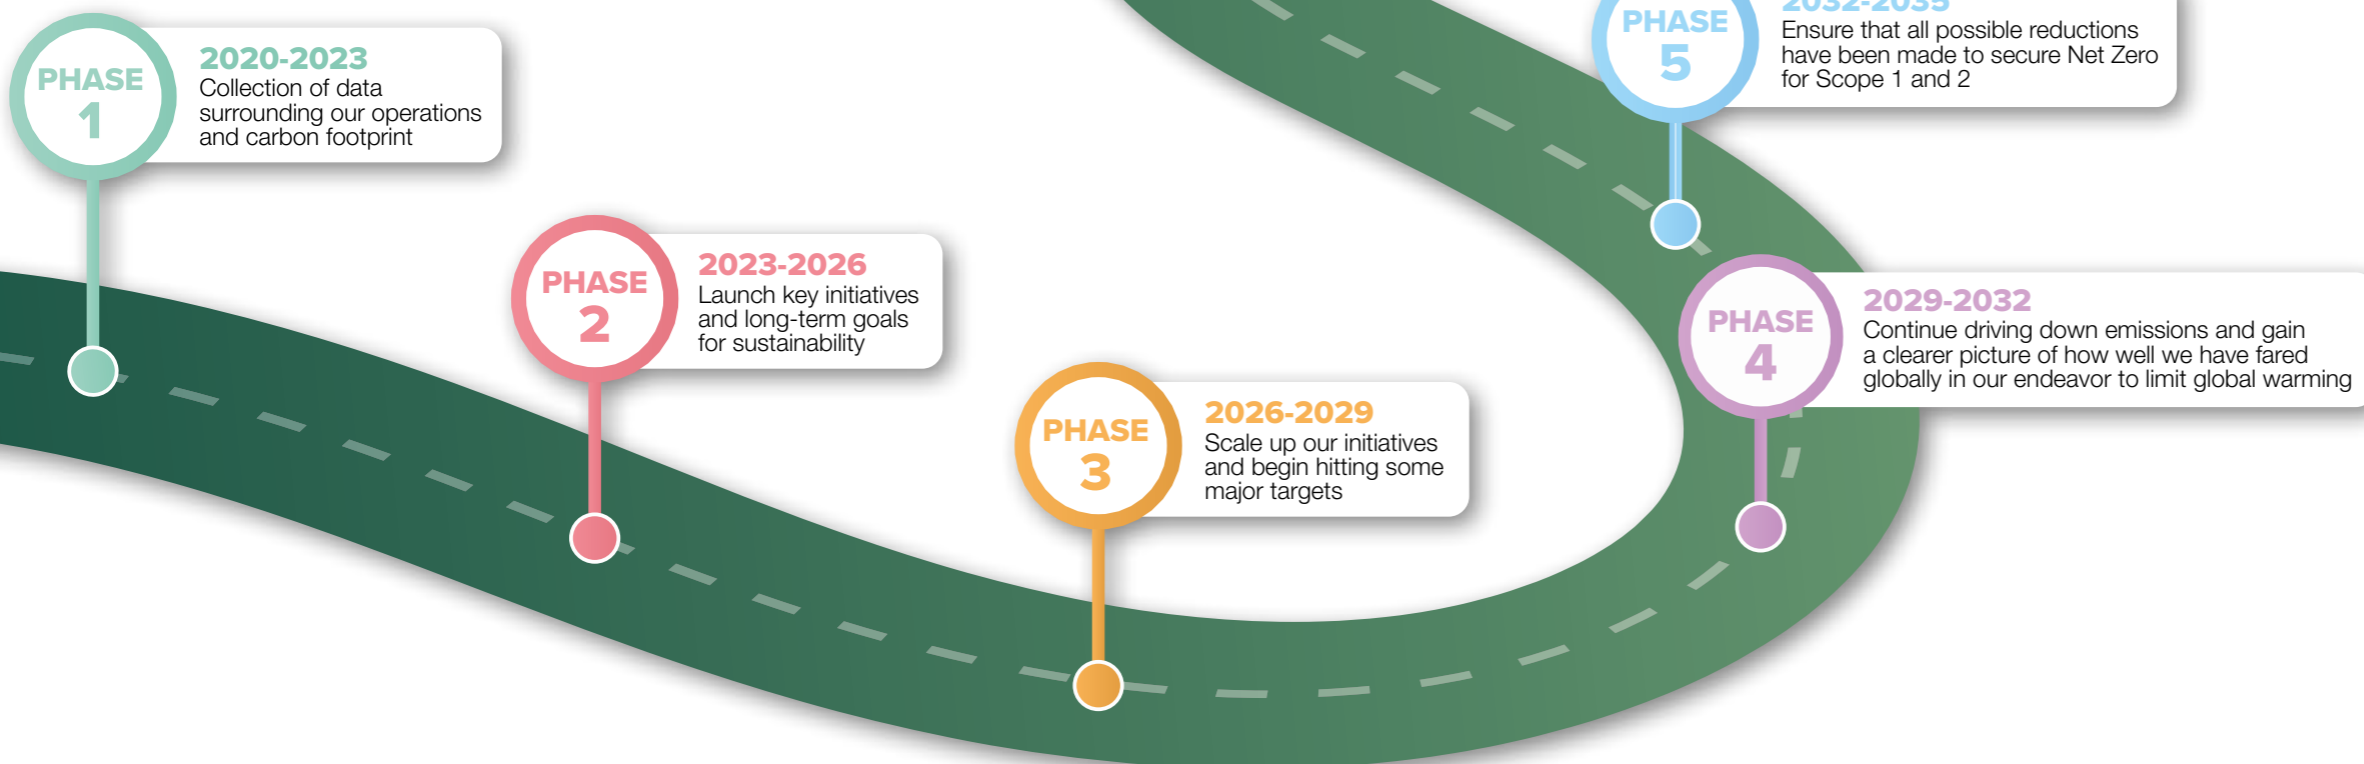 PHASE
1
2020-2023
Collection of data
surrounding our operations
and carbon footprint
PHASE
2
2023-2026
Launch key initiatives
and long-term goals
for sustainability
PHASE
3
2026-2029
Scale up our initiatives
and begin hitting some
major targets
PHASE
4
2029-2032
Continue driving down emissions and gain
a clearer picture of how well we have fared
globally in our endeavor to limit global warming
PHASE
5
2032-2035
Ensure that all possible reductions
have been made to secure Net Zero
for Scope 1 and 2